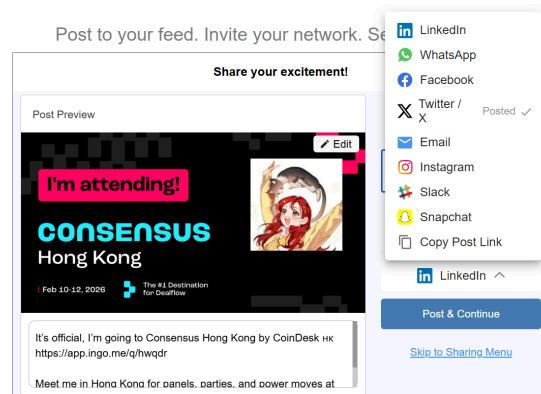 Post to your feed. Invite your network. Se
Share your excitement!
Post Preview
Edit
I'm attending!
CONSENSUS
Hong Kong
Feb 10-12, 2026
The #1 Destination
for Dealflow
It's official, I'm going to Consensus Hong Kong by CoinDesk ʜᴋ
https://app.ingo.me/q/hwqdr
Meet me in Hong Kong for panels, parties, and power moves at
LinkedIn
WhatsApp
Facebook
Twitter /
X
Posted
Email
Instagram
Slack
Snapchat
Copy Post Link
LinkedIn
Post & Continue
Skip to Sharing Menu